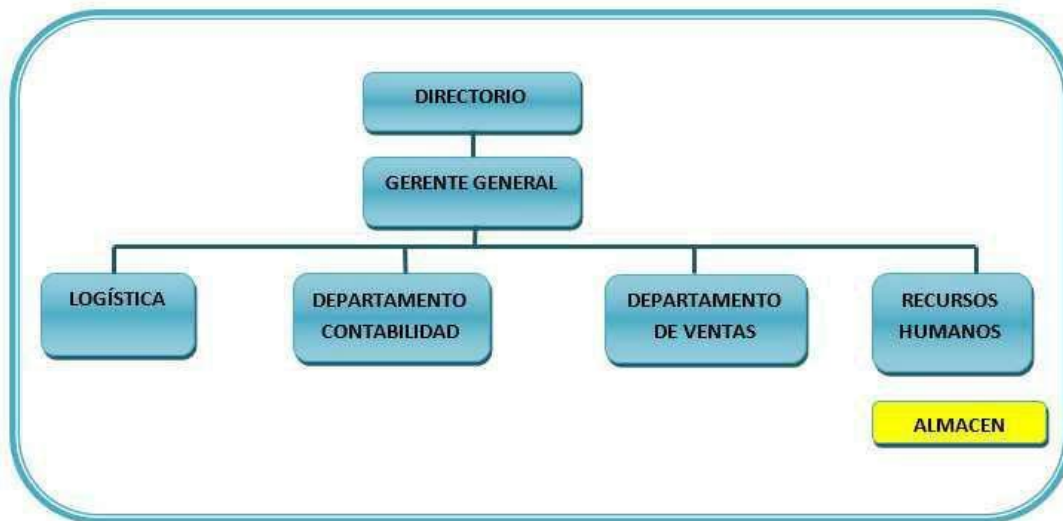 DIRECTORIO
GERENTE GENERAL
LOGÍSTICA
DEPARTAMENTO
CONTABILIDAD
DEPARTAMENTO
DE VENTAS
RECURSOS
HUMANOS
ALMACEN